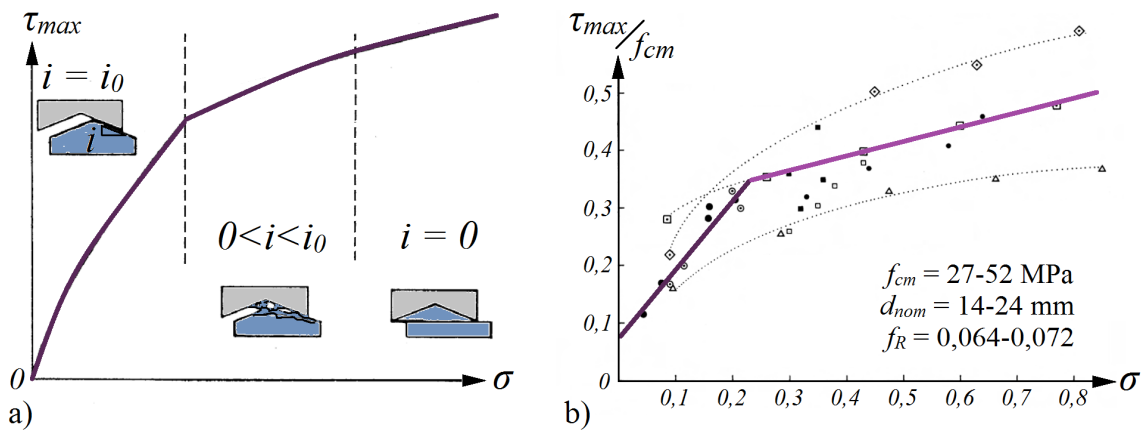 τmax
i = i0
i
0<i<i0
i = 0
0
σ
a)
τmax/fcm
0,5
0,4
0,3
0,2
0,1
0
fcm = 27-52 MPa
dnom = 14-24 mm
fR = 0,064-0,072
0,1 0,2 0,3 0,4 0,5 0,6 0,7 0,8
σ
b)